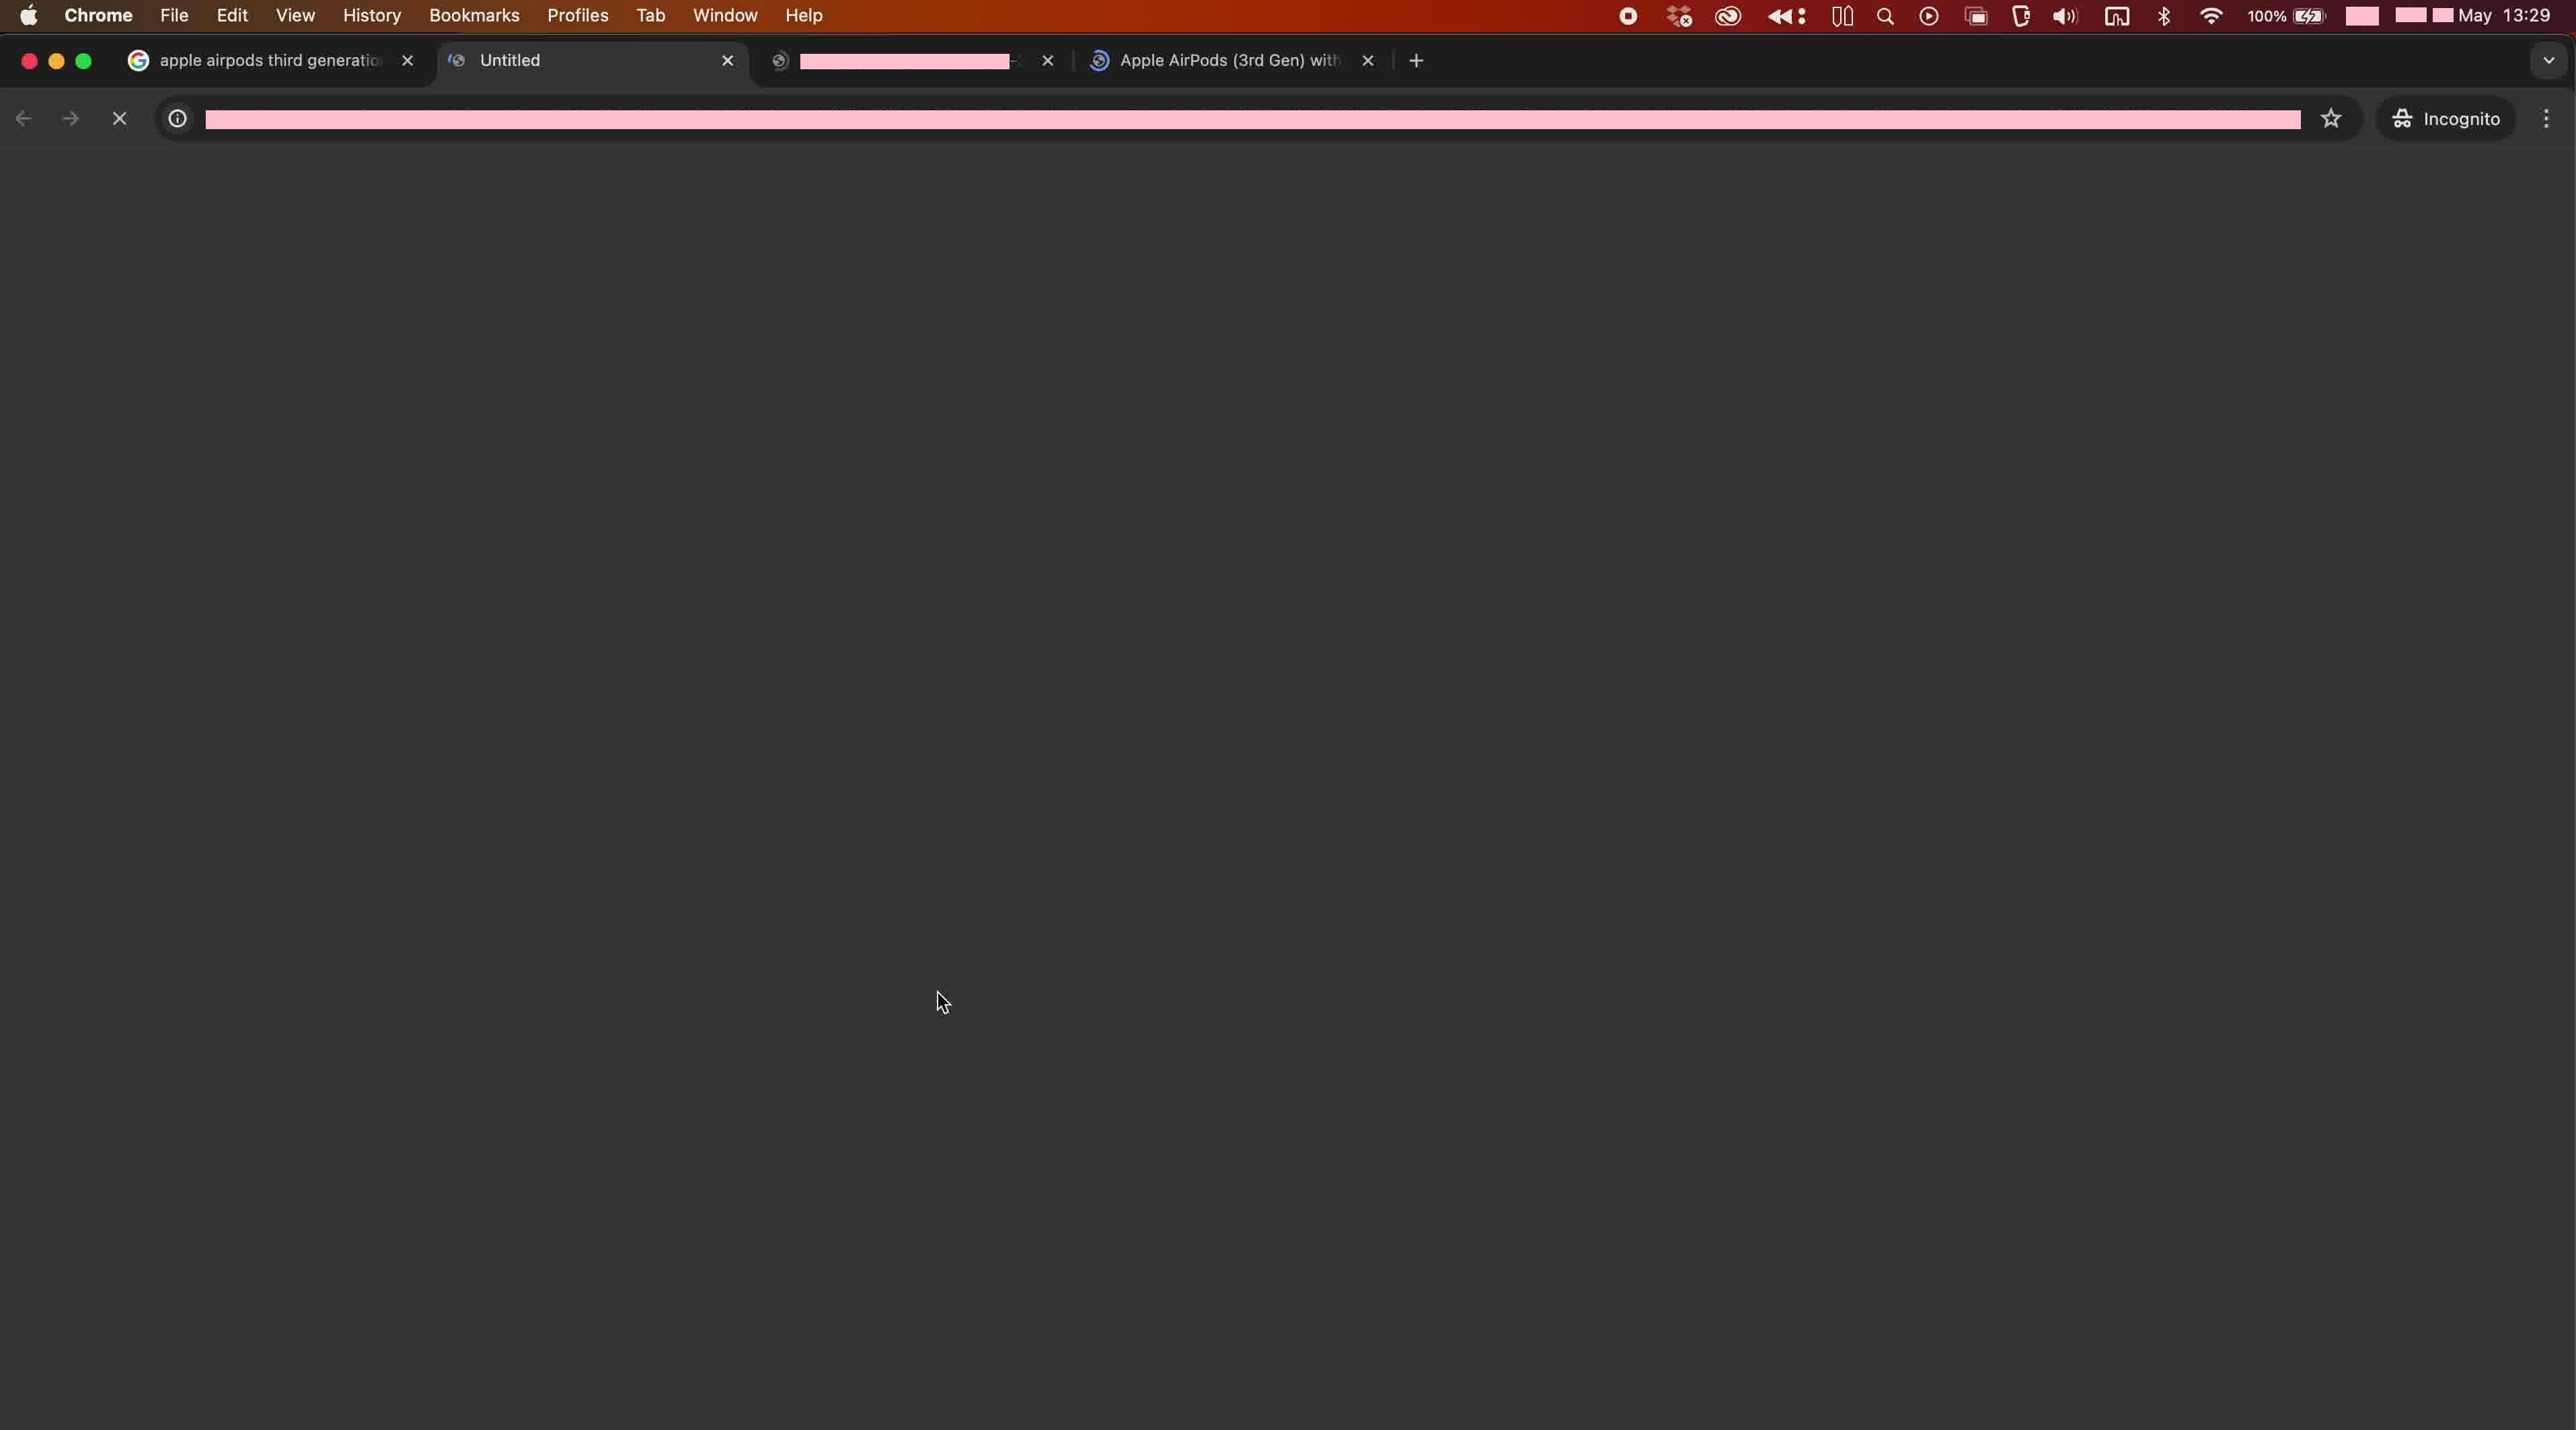 Chrome File Edit View History Bookmarks Profiles Tab Window Help 100% May 13:29
apple airpods third generatio Untitled Apple AirPods (3rd Gen) with
Incognito